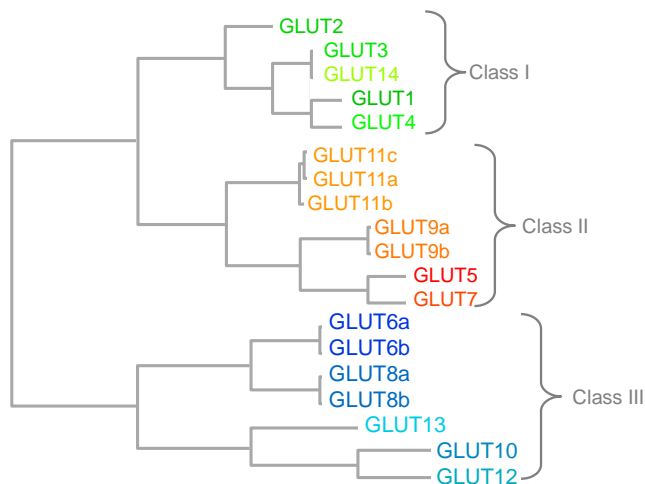 GLUT2
GLUT3
GLUT14
GLUT1
GLUT4
Class I
GLUT11c
GLUT11a
GLUT11b
GLUT9a
GLUT9b
GLUT5
GLUT7
Class II
GLUT6a
GLUT6b
GLUT8a
GLUT8b
GLUT13
GLUT10
GLUT12
Class III